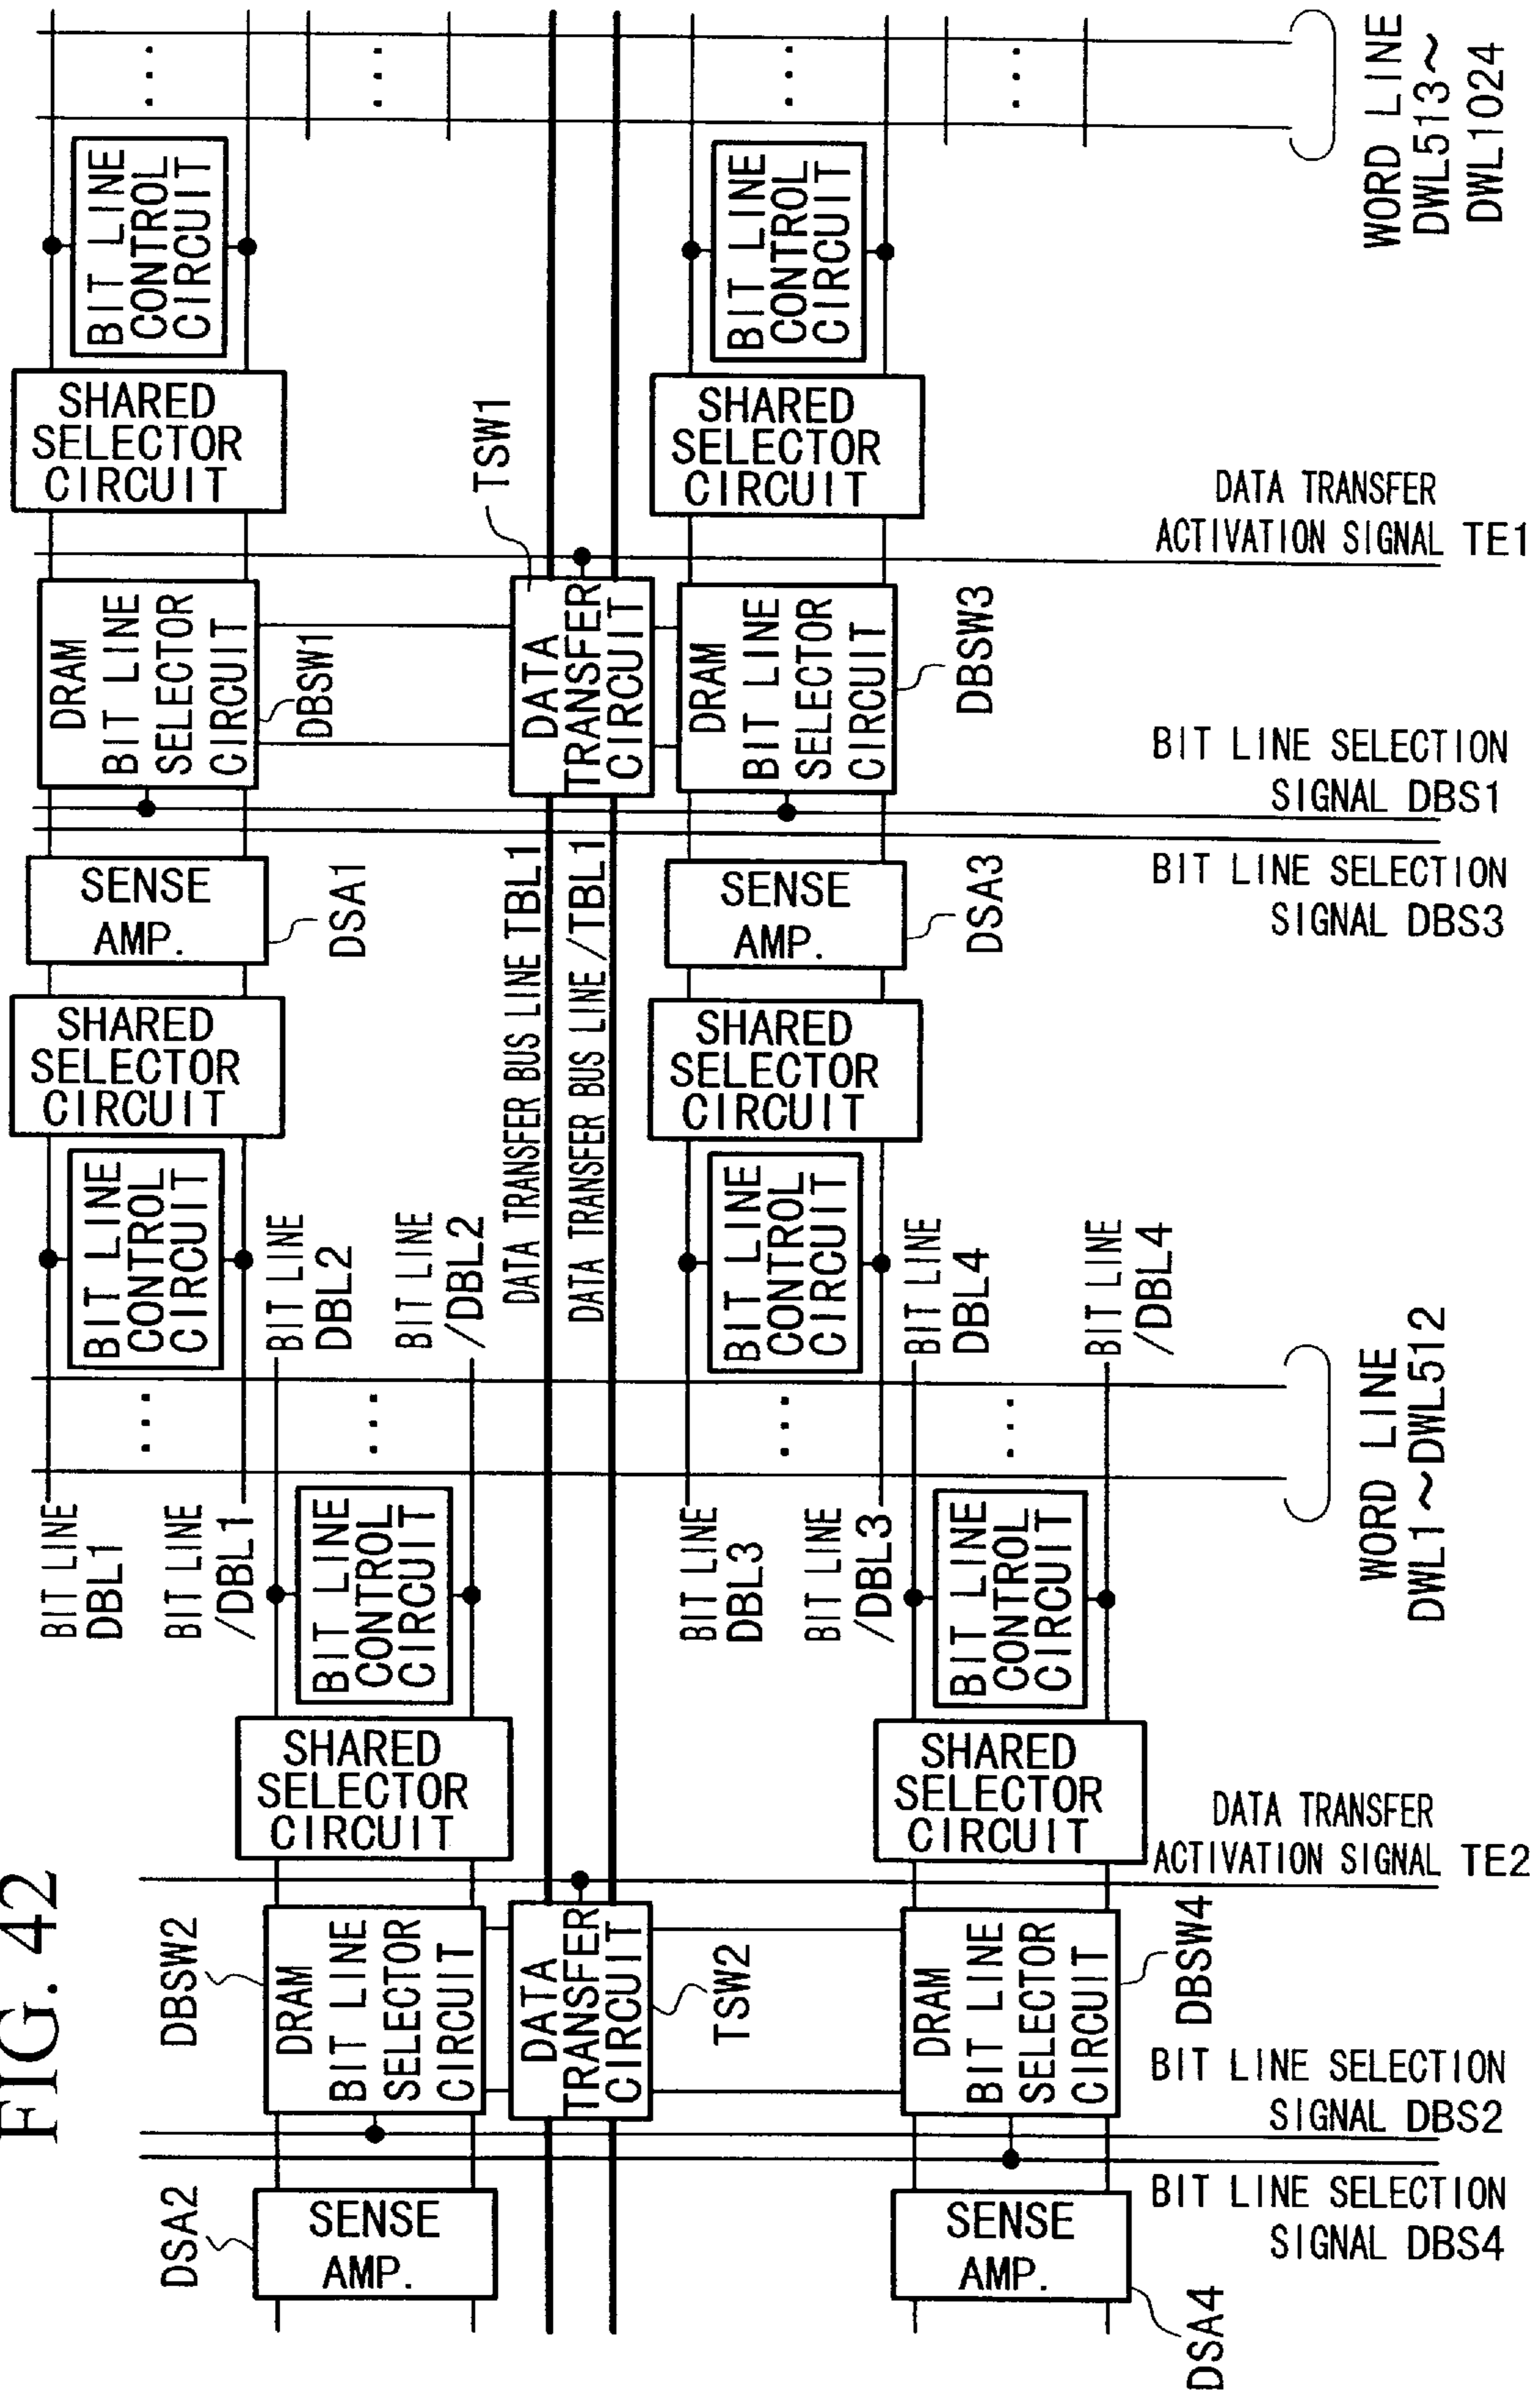 FIG. 42
BIT LINE
CONTROL
CIRCUIT
SHARED
SELECTOR
CIRCUIT
TSW1
BIT LINE
CONTROL
CIRCUIT
SHARED
SELECTOR
CIRCUIT
WORD LINE
DWL513~
DWL1024
DATA TRANSFER
ACTIVATION SIGNAL TE1
DRAM
BIT LINE
SELECTOR
CIRCUIT
DBSW1
DATA
TRANSFER
CIRCUIT
DRAM
BIT LINE
SELECTOR
CIRCUIT
DBSW3
BIT LINE SELECTION
SIGNAL DBS1
BIT LINE SELECTION
SIGNAL DBS3
SENSE
AMP.
DSA1
DATA TRANSFER BUS LINE TBL1
DATA TRANSFER BUS LINE /TBL1
SENSE
AMP.
DSA3
SHARED
SELECTOR
CIRCUIT
SHARED
SELECTOR
CIRCUIT
BIT LINE
CONTROL
CIRCUIT
BIT LINE
DBL2
BIT LINE
/DBL2
BIT LINE
CONTROL
CIRCUIT
BIT LINE
DBL4
BIT LINE
/DBL4
BIT LINE
DBL1
BIT LINE
/DBL1
BIT LINE
CONTROL
CIRCUIT
BIT LINE
DBL3
BIT LINE
/DBL3
BIT LINE
CONTROL
CIRCUIT
WORD LINE
DWL1~DWL512
SHARED
SELECTOR
CIRCUIT
SHARED
SELECTOR
CIRCUIT
DATA TRANSFER
ACTIVATION SIGNAL TE2
DBSW2
DRAM
BIT LINE
SELECTOR
CIRCUIT
DATA
TRANSFER
CIRCUIT
TSW2
DRAM
BIT LINE
SELECTOR
CIRCUIT
DBSW4
BIT LINE SELECTION
SIGNAL DBS2
BIT LINE SELECTION
SIGNAL DBS4
DSA2
SENSE
AMP.
SENSE
AMP.
DSA4